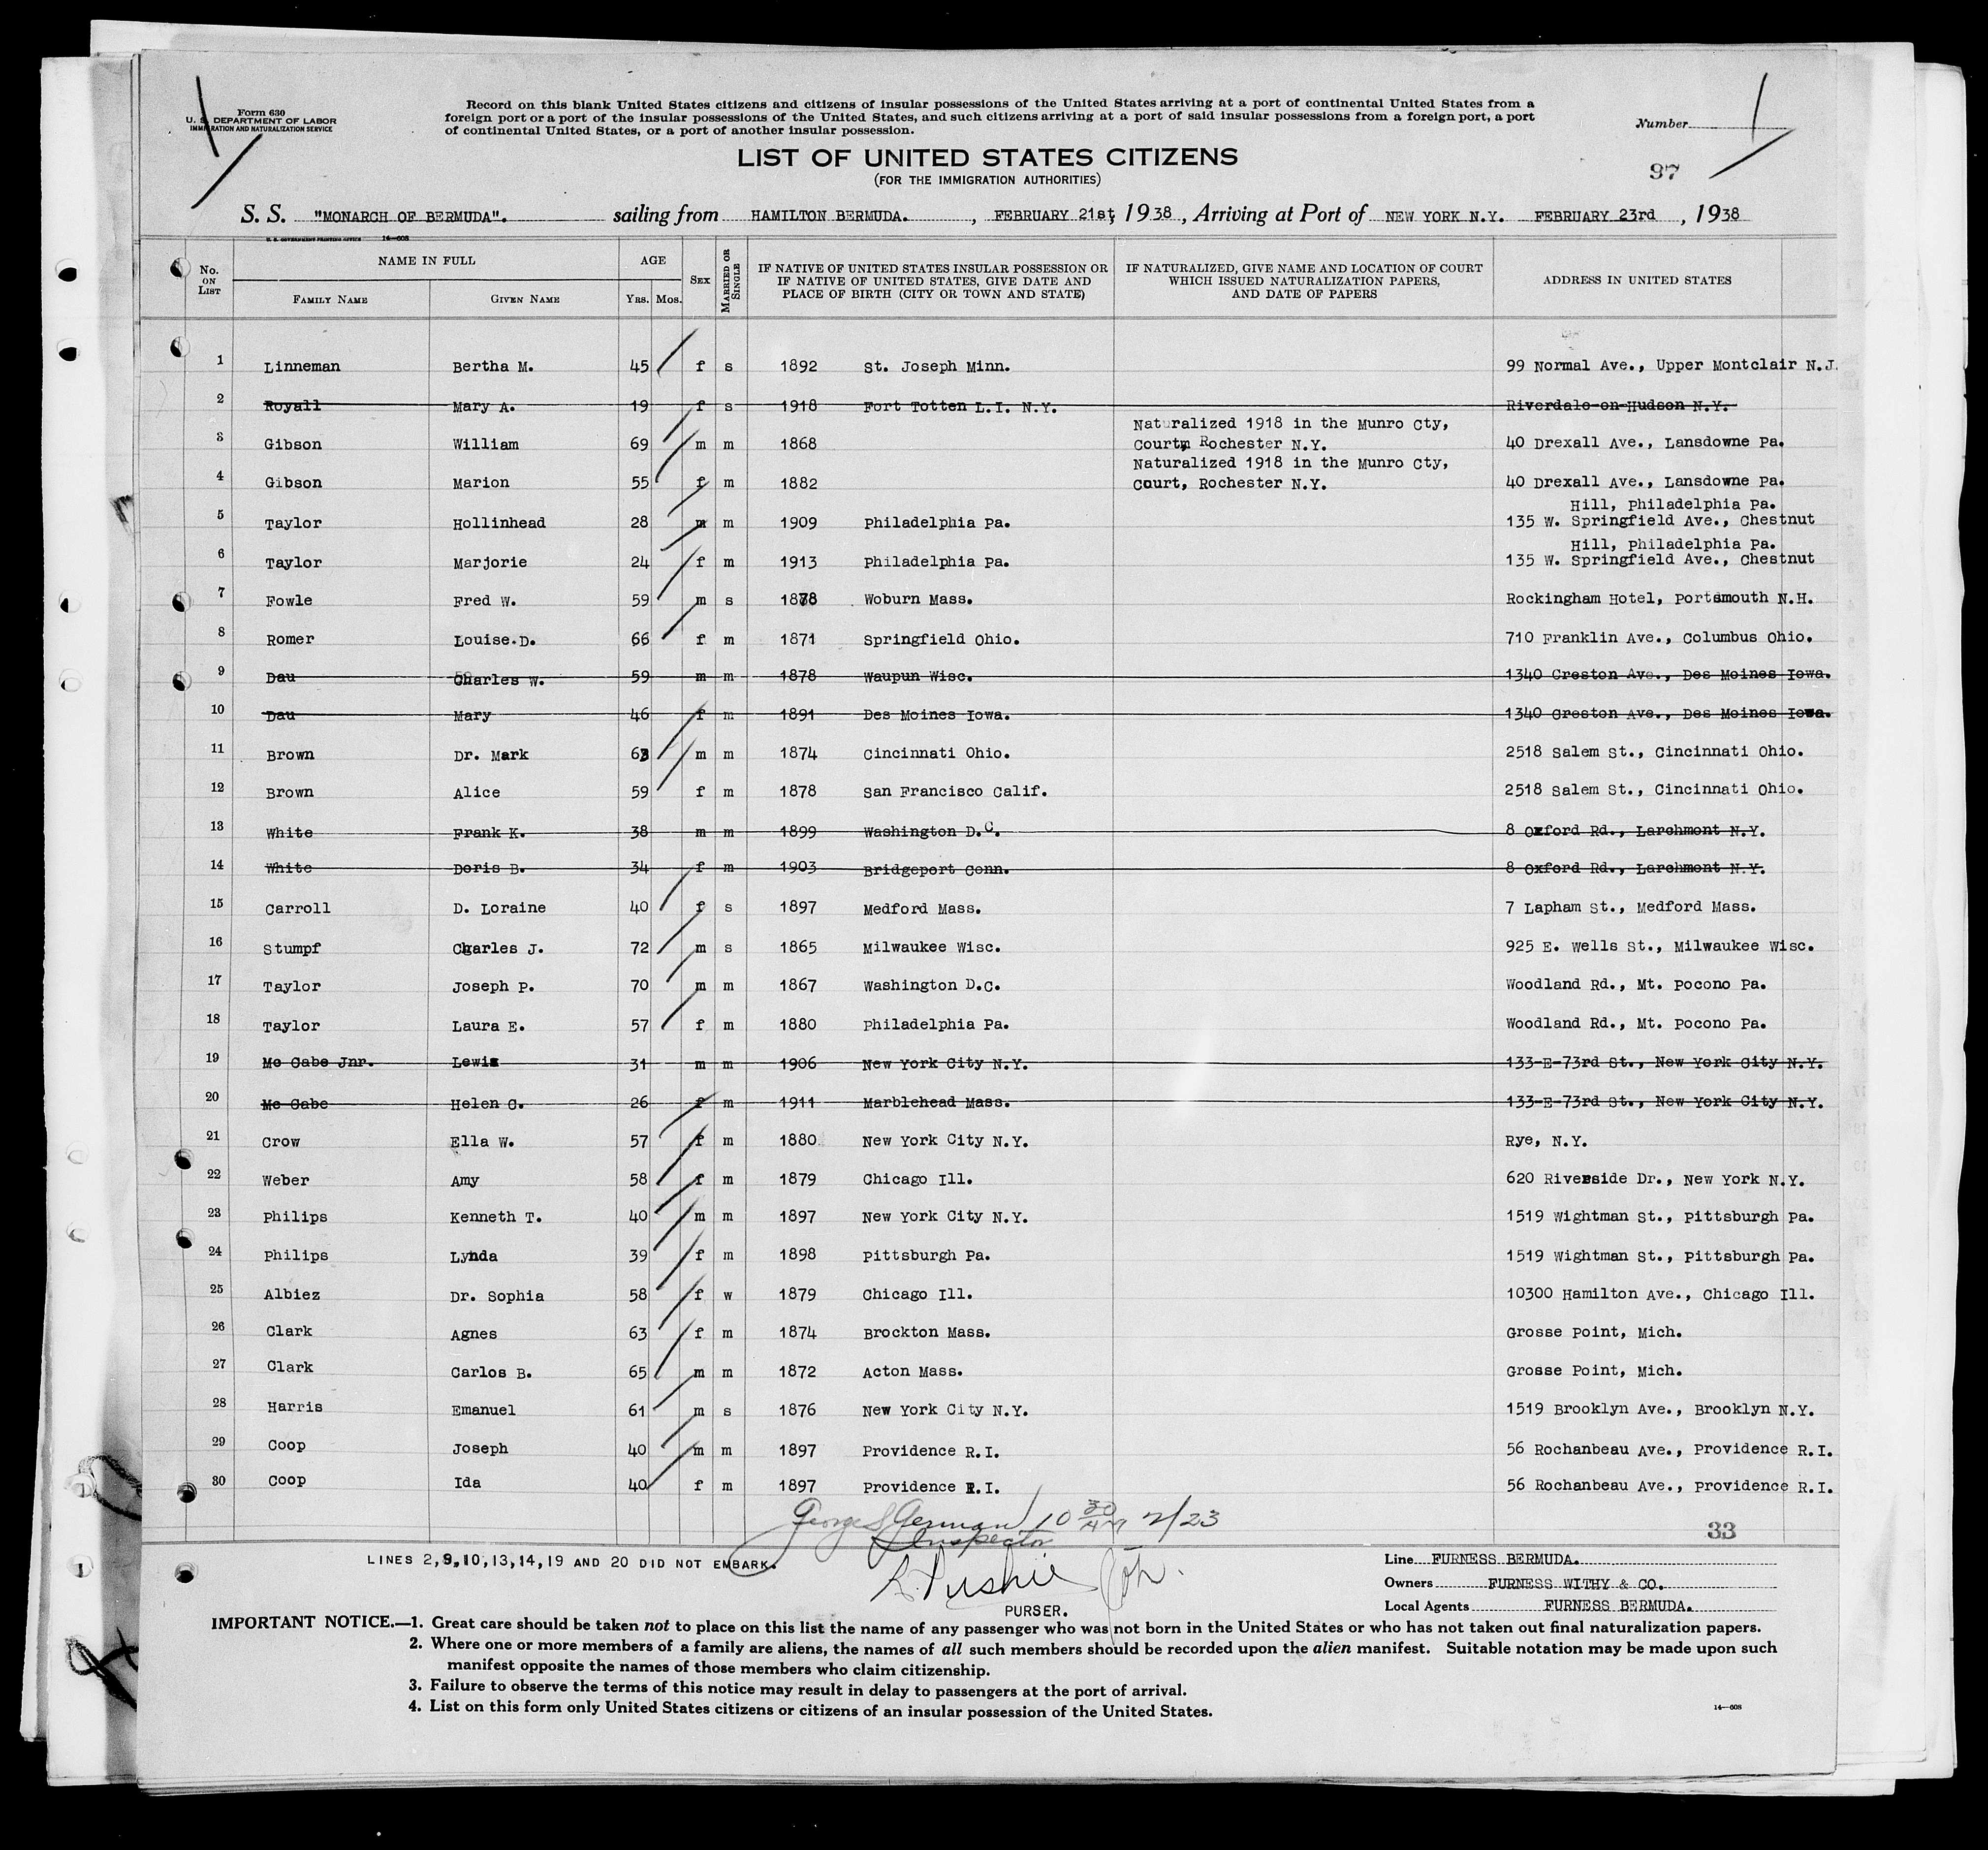 Form 630
U. S. DEPARTMENT OF LABOR
IMMIGRATION AND NATURALIZATION SERVICE
Record on this blank United States citizens and citizens of insular possessions of the United States arriving at a port of continental United States from a
foreign port or a port of the insular possessions of the United States, and such citizens arriving at a port of said insular possessions from a foreign port, a port
of continental United States, or a port of another insular possession.
Number
LIST OF UNITED STATES CITIZENS
(FOR THE IMMIGRATION AUTHORITIES)
97
S. S. "MONARCH OF BERMUDA". sailing from HAMILTON BERMUDA. , FEBRUARY 21st, 1938, Arriving at Port of NEW YORK N.Y. FEBRUARY 23rd , 1938
U. S. GOVERNMENT PRINTING OFFICE 14—608
No. ON LIST NAME IN FULL FAMILY NAME GIVEN NAME AGE YRS. MOS. SEX MARRIED OR SINGLE IF NATIVE OF UNITED STATES INSULAR POSSESSION OR IF NATIVE OF UNITED STATES, GIVE DATE AND PLACE OF BIRTH (CITY OR TOWN AND STATE) IF NATURALIZED, GIVE NAME AND LOCATION OF COURT WHICH ISSUED NATURALIZATION PAPERS, AND DATE OF PAPERS ADDRESS IN UNITED STATES
1 Linneman Bertha M. 45 f s 1892 St. Joseph Minn. 99 Normal Ave., Upper Montclair N.J.
2 Royall Mary A. 19 f s 1918 Fort Totten L.I. N.Y. Riverdale-on-Hudson N.Y.
Naturalized 1918 in the Munro Cty,
3 Gibson William 69 m m 1868 Court, Rochester N.Y. 40 Drexall Ave., Lansdowne Pa.
Naturalized 1918 in the Munro Cty,
4 Gibson Marion 55 f m 1882 Court, Rochester N.Y. 40 Drexall Ave., Lansdowne Pa.
Hill, Philadelphia Pa.
5 Taylor Hollinhead 28 m m 1909 Philadelphia Pa. 135 W. Springfield Ave., Chestnut
Hill, Philadelphia Pa.
6 Taylor Marjorie 24 f m 1913 Philadelphia Pa. 135 W. Springfield Ave., Chestnut
7 Fowle Fred W. 59 m s 1878 Woburn Mass. Rockingham Hotel, Portsmouth N.H.
8 Romer Louise.D. 66 f m 1871 Springfield Ohio. 710 Franklin Ave., Columbus Ohio.
9 Dau Charles W. 59 m m 1878 Waupun Wisc. 1340 Creston Ave., Des Moines Iowa.
10 Dau Mary 46 f m 1891 Des Moines Iowa. 1340 Creston Ave., Des Moines Iowa.
11 Brown Dr. Mark 63 m m 1874 Cincinnati Ohio. 2518 Salem St., Cincinnati Ohio.
12 Brown Alice 59 f m 1878 San Francisco Calif. 2518 Salem St., Cincinnati Ohio.
13 White Frank K. 38 m m 1899 Washington D.C. 8 Oxford Rd., Larchmont N.Y.
14 White Doris B. 34 f m 1903 Bridgeport Conn. 8 Oxford Rd., Larchmont N.Y.
15 Carroll D. Loraine 40 f s 1897 Medford Mass. 7 Lapham St., Medford Mass.
16 Stumpf Charles J. 72 m s 1865 Milwaukee Wisc. 925 E. Wells St., Milwaukee Wisc.
17 Taylor Joseph P. 70 m m 1867 Washington D.C. Woodland Rd., Mt. Pocono Pa.
18 Taylor Laura E. 57 f m 1880 Philadelphia Pa. Woodland Rd., Mt. Pocono Pa.
19 Mc Cabe Jnr. Lewis 31 m m 1906 New York City N.Y. 133-E-73rd St., New York City N.Y.
20 Mc Cabe Helen C. 26 f m 1911 Marblehead Mass. 133-E-73rd St., New York City N.Y.
21 Crow Ella W. 57 f m 1880 New York City N.Y. Rye, N.Y.
22 Weber Amy 58 f m 1879 Chicago Ill. 620 Riverside Dr., New York N.Y.
23 Philips Kenneth T. 40 m m 1897 New York City N.Y. 1519 Wightman St., Pittsburgh Pa.
24 Philips Lynda 39 f m 1898 Pittsburgh Pa. 1519 Wightman St., Pittsburgh Pa.
25 Albiez Dr. Sophia 58 f w 1879 Chicago Ill. 10300 Hamilton Ave., Chicago Ill.
26 Clark Agnes 63 f m 1874 Brockton Mass. Grosse Point, Mich.
27 Clark Carlos B. 65 m m 1872 Acton Mass. Grosse Point, Mich.
28 Harris Emanuel 61 m s 1876 New York City N.Y. 1519 Brooklyn Ave., Brooklyn N.Y.
29 Coop Joseph 40 m m 1897 Providence R.I. 56 Rochanbeau Ave., Providence R.I.
30 Coop Ida 40 f m 1897 Providence R.I. 56 Rochanbeau Ave., Providence R.I.
George S German 10 30 AM 2/23
Inspector
33
LINES 2,9,10,13,14,19 AND 20 DID NOT EMBARK.
PURSER.
Line FURNESS BERMUDA.
Owners FURNESS WITHY & CO.
Local Agents FURNESS BERMUDA.
IMPORTANT NOTICE.—1. Great care should be taken not to place on this list the name of any passenger who was not born in the United States or who has not taken out final naturalization papers.
2. Where one or more members of a family are aliens, the names of all such members should be recorded upon the alien manifest. Suitable notation may be made upon such
manifest opposite the names of those members who claim citizenship.
3. Failure to observe the terms of this notice may result in delay to passengers at the port of arrival.
4. List on this form only United States citizens or citizens of an insular possession of the United States.
14—608